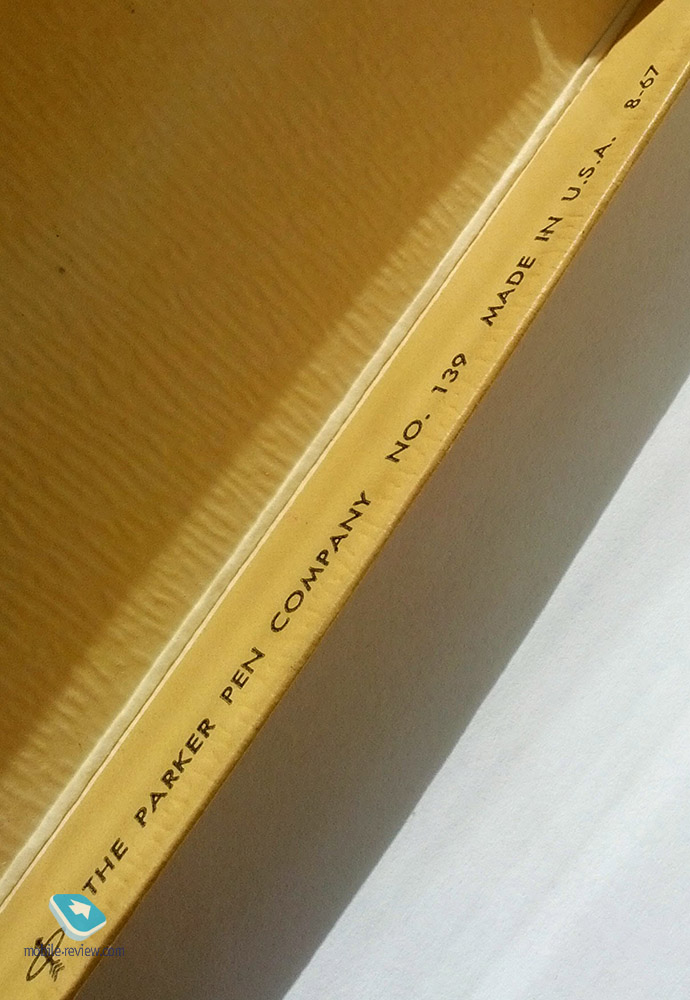 THE PARKER PEN COMPANY NO. 139 MADE IN U.S.A. 8-67
mobile-review.com